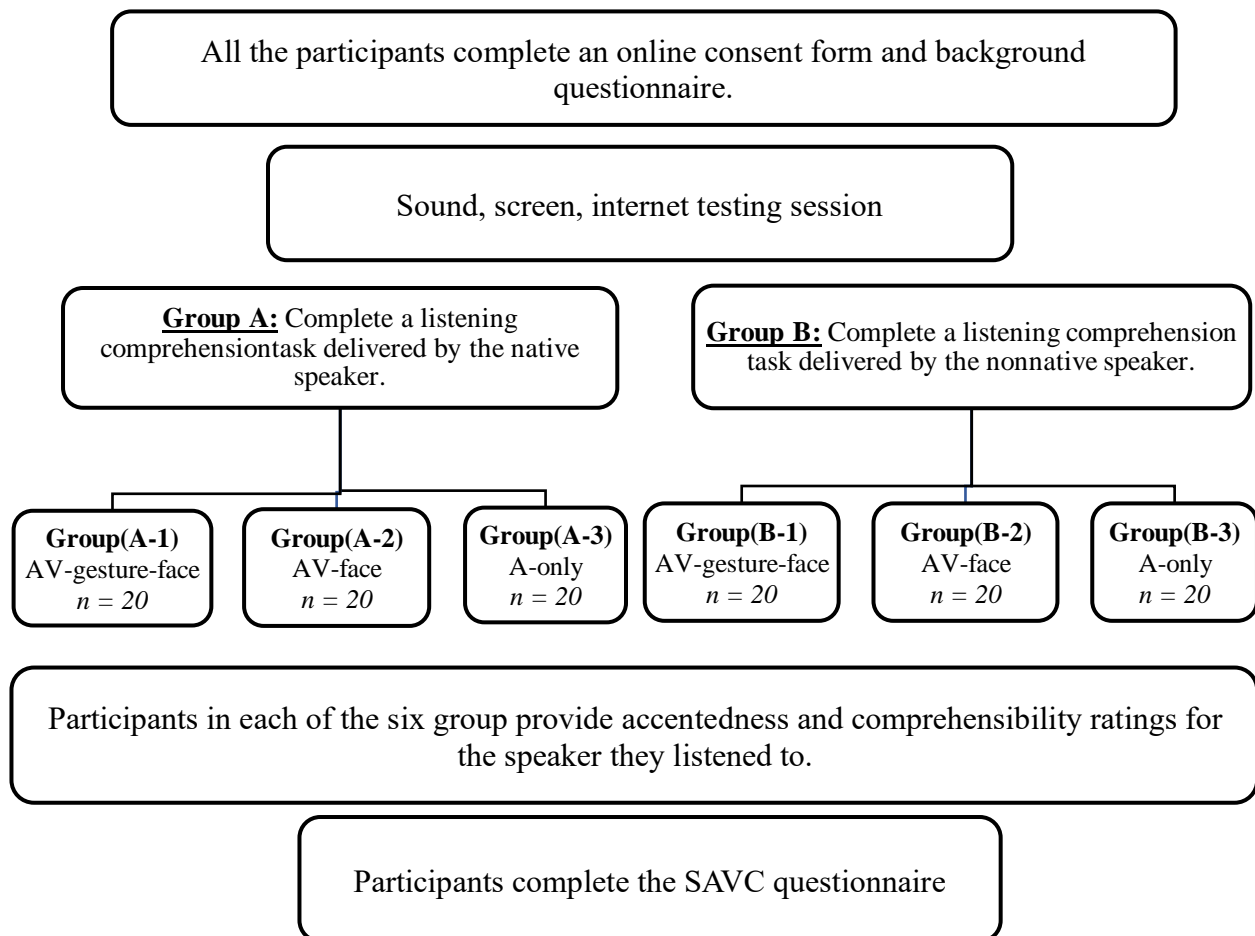 All the participants complete an online consent form and background
questionnaire.
Sound, screen, internet testing session
Group A: Complete a listening
comprehensiontask delivered by the native
speaker.
Group B: Complete a listening comprehension
task delivered by the nonnative speaker.
Group(A-1)
AV-gesture-face
n = 20
Group(A-2)
AV-face
n = 20
Group(A-3)
A-only
n = 20
Group(B-1)
AV-gesture-face
n = 20
Group(B-2)
AV-face
n = 20
Group(B-3)
A-only
n = 20
Participants in each of the six group provide accentedness and comprehensibility ratings for
the speaker they listened to.
Participants complete the SAVC questionnaire